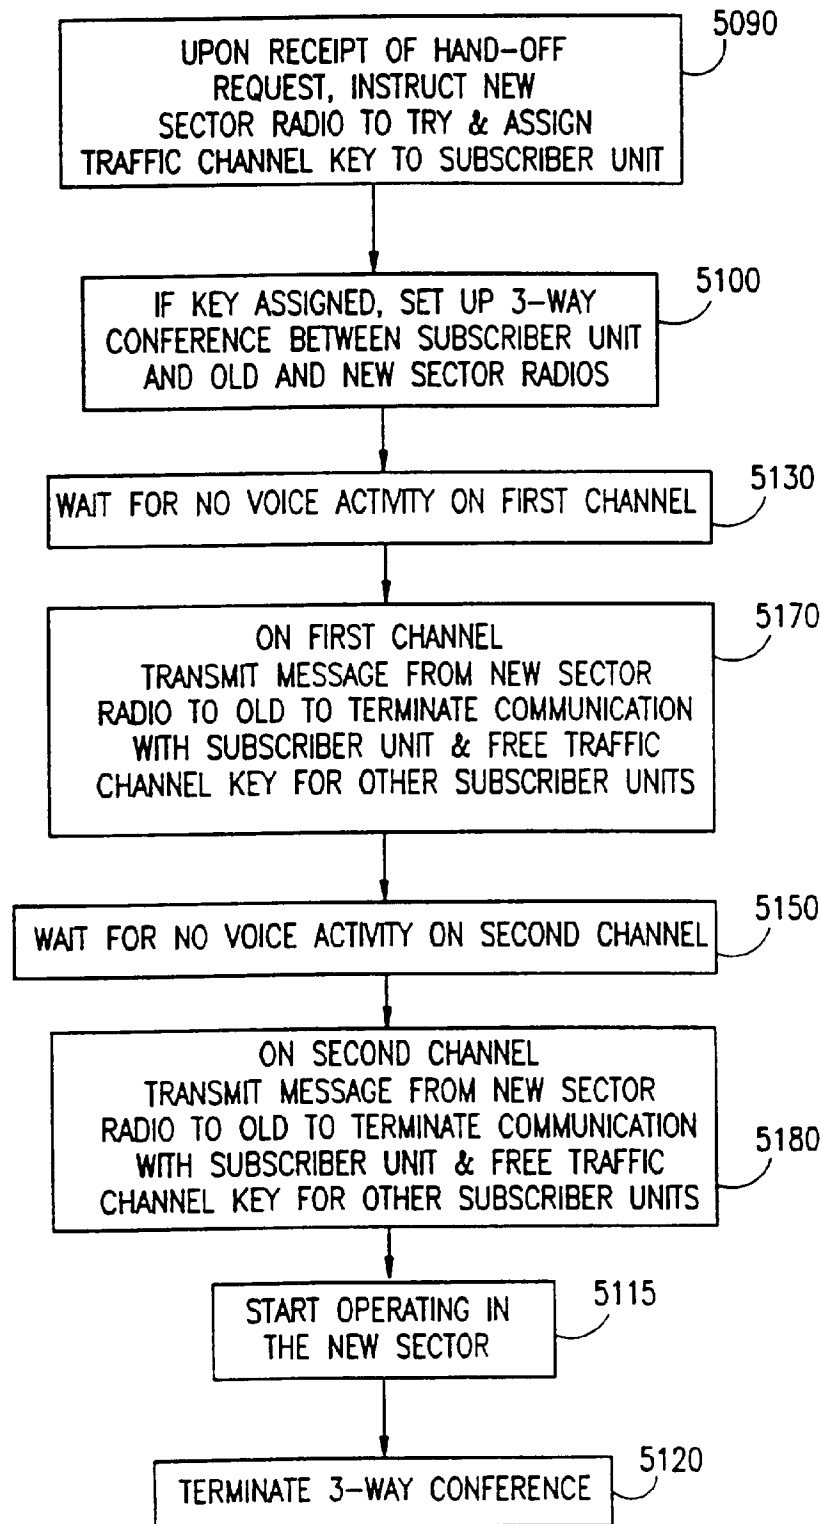 5090
UPON RECEIPT OF HAND-OFF
REQUEST, INSTRUCT NEW
SECTOR RADIO TO TRY & ASSIGN
TRAFFIC CHANNEL KEY TO SUBSCRIBER UNIT
5100
IF KEY ASSIGNED, SET UP 3-WAY
CONFERENCE BETWEEN SUBSCRIBER UNIT
AND OLD AND NEW SECTOR RADIOS
5130
WAIT FOR NO VOICE ACTIVITY ON FIRST CHANNEL
5170
ON FIRST CHANNEL
TRANSMIT MESSAGE FROM NEW SECTOR
RADIO TO OLD TO TERMINATE COMMUNICATION
WITH SUBSCRIBER UNIT & FREE TRAFFIC
CHANNEL KEY FOR OTHER SUBSCRIBER UNITS
5150
WAIT FOR NO VOICE ACTIVITY ON SECOND CHANNEL
ON SECOND CHANNEL
TRANSMIT MESSAGE FROM NEW SECTOR
RADIO TO OLD TO TERMINATE COMMUNICATION
WITH SUBSCRIBER UNIT & FREE TRAFFIC
CHANNEL KEY FOR OTHER SUBSCRIBER UNITS
5180
5115
START OPERATING IN
THE NEW SECTOR
5120
TERMINATE 3-WAY CONFERENCE